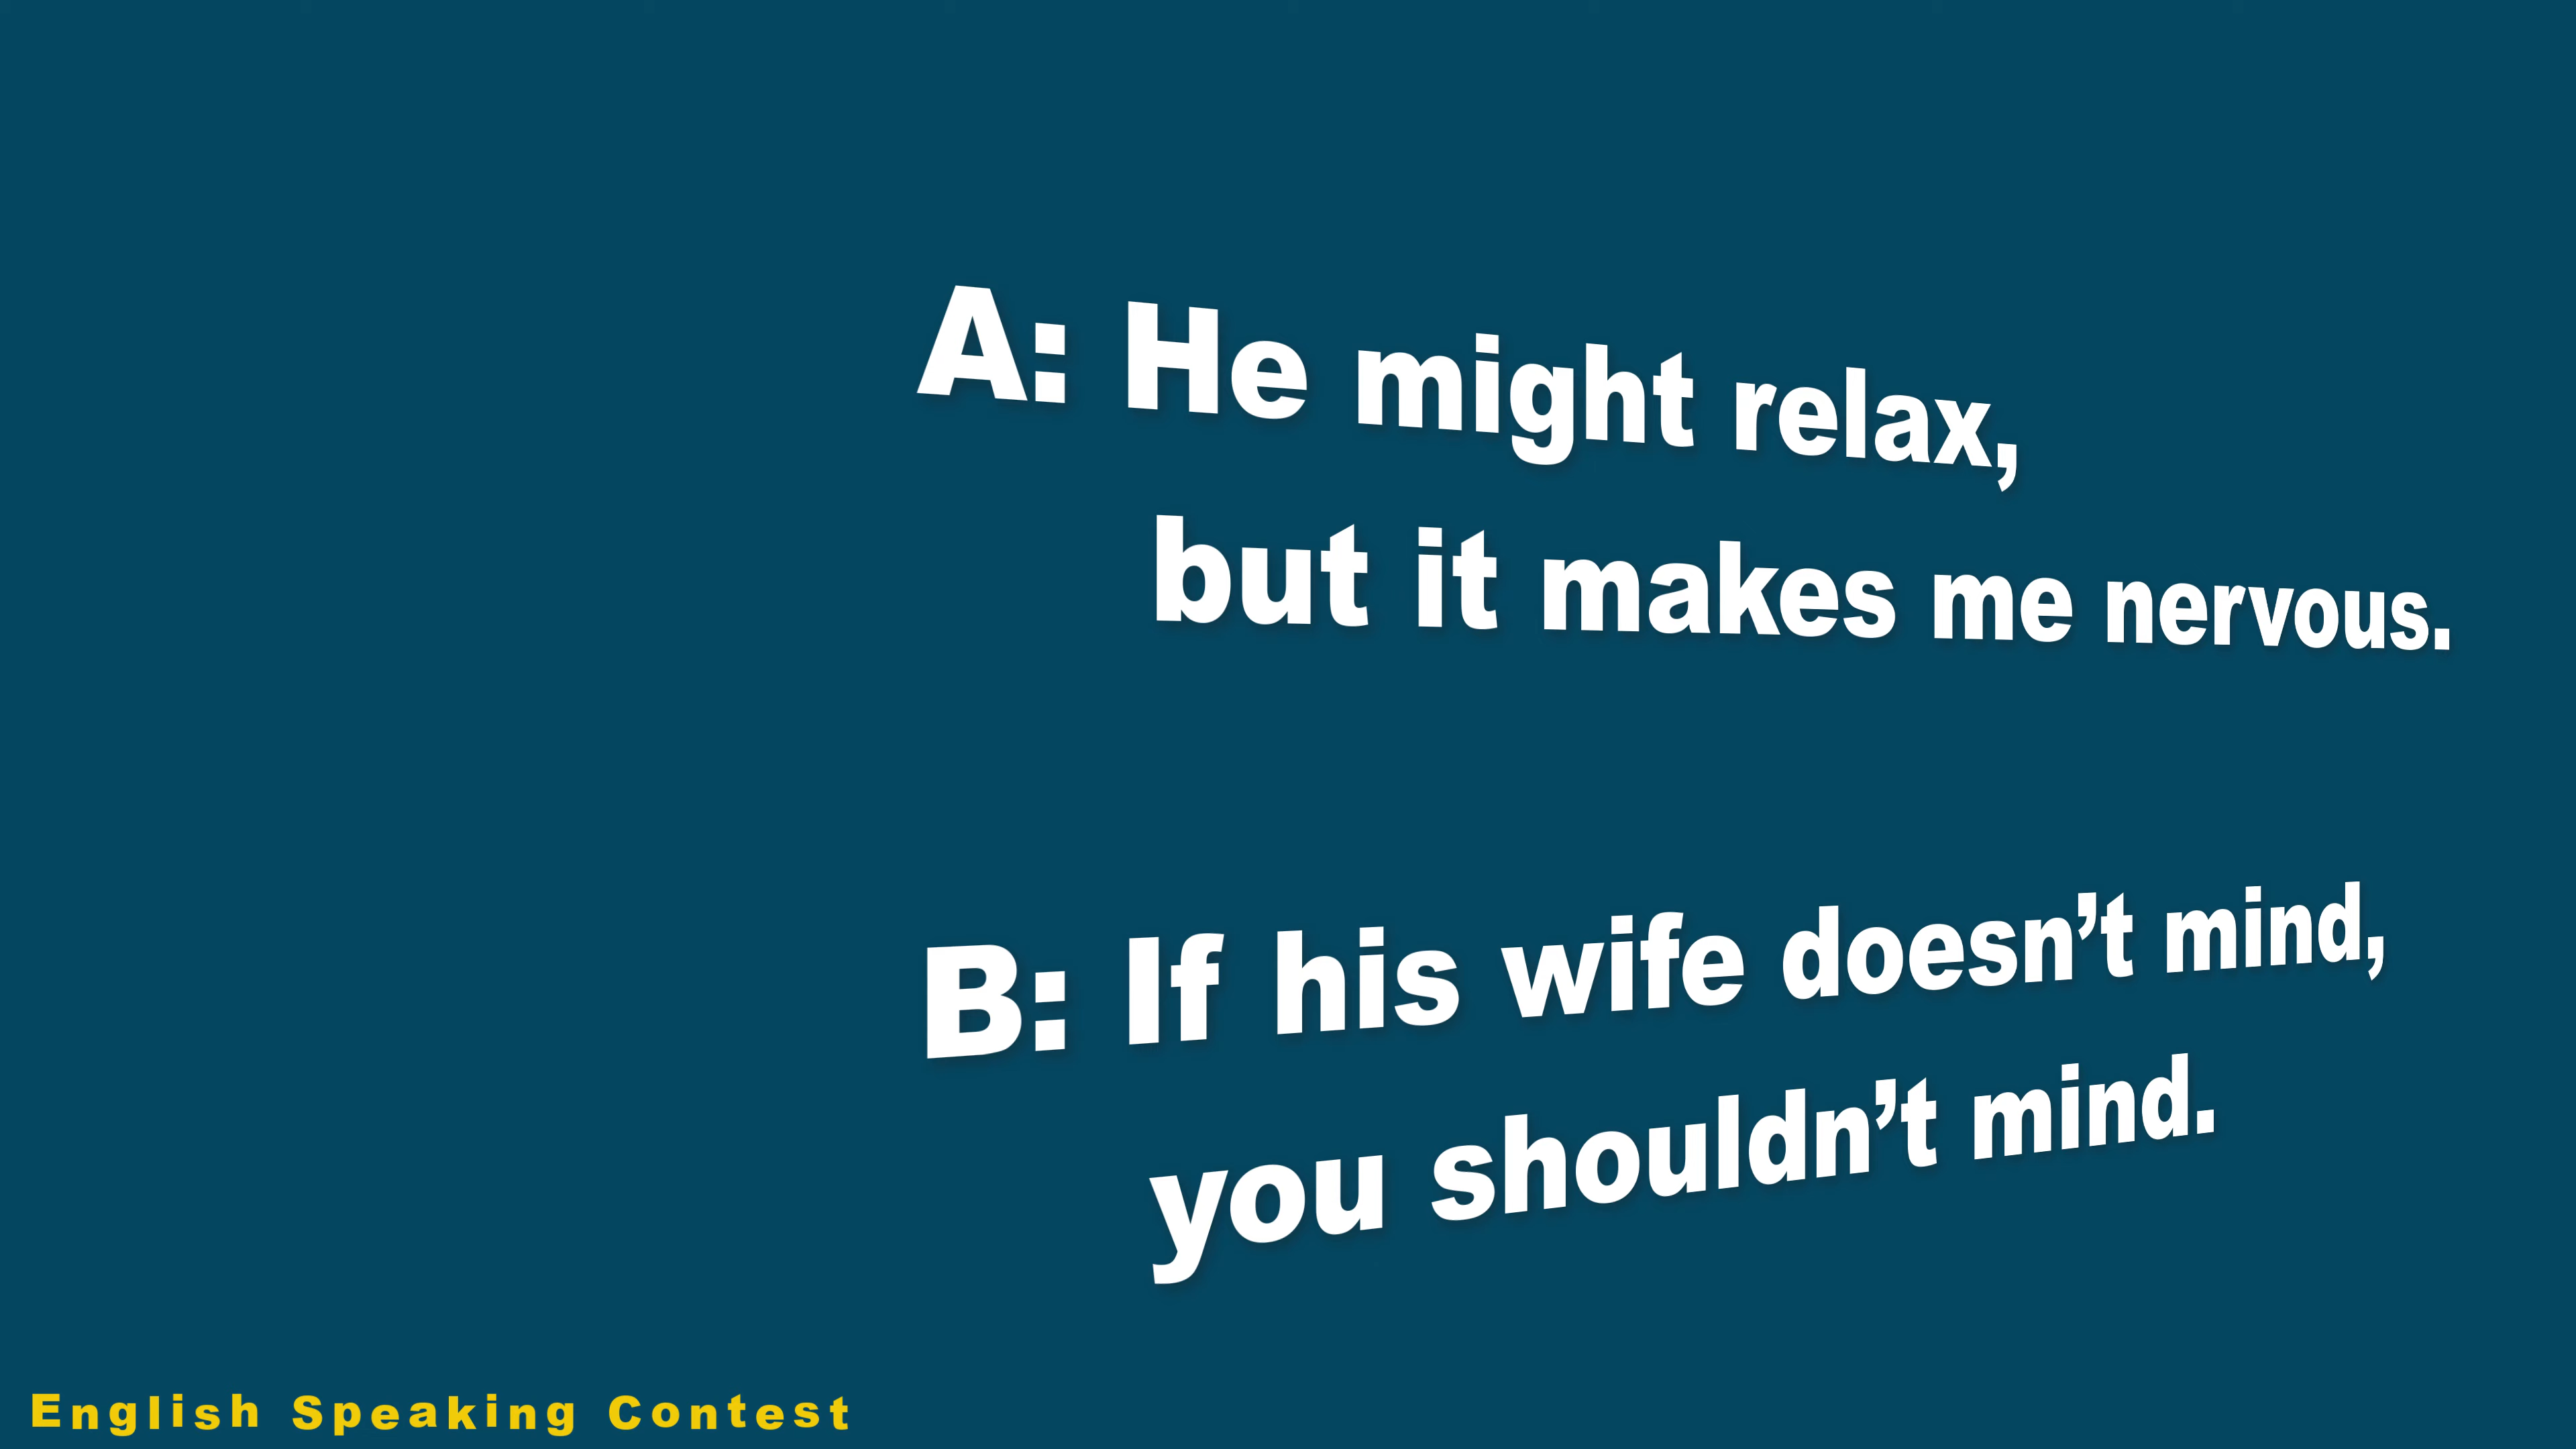 A: He might relax,
but it makes me nervous.
B: If his wife doesn’t mind,
you shouldn’t mind.
English Speaking Contest